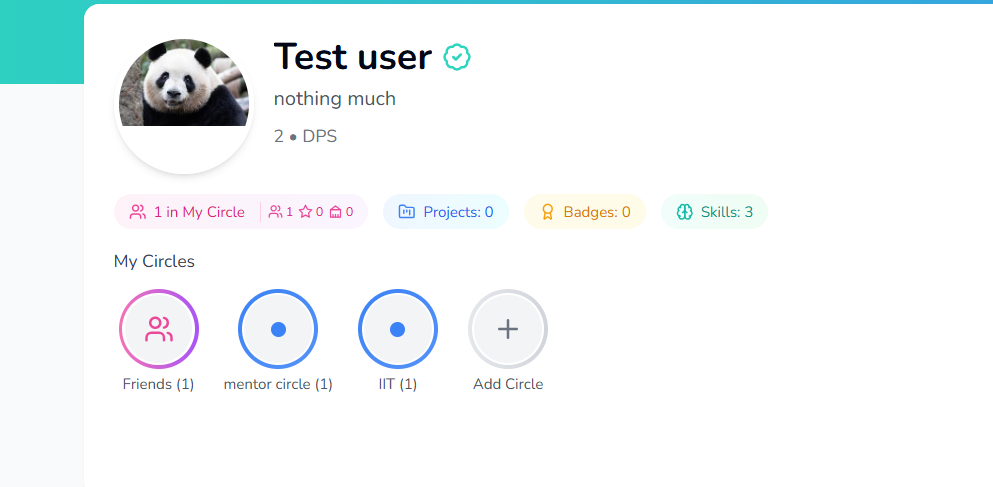 Test user
nothing much
2 • DPS
1 in My Circle 1 0 0 Projects: 0 Badges: 0 Skills: 3
My Circles
Friends (1) mentor circle (1) IIT (1) Add Circle